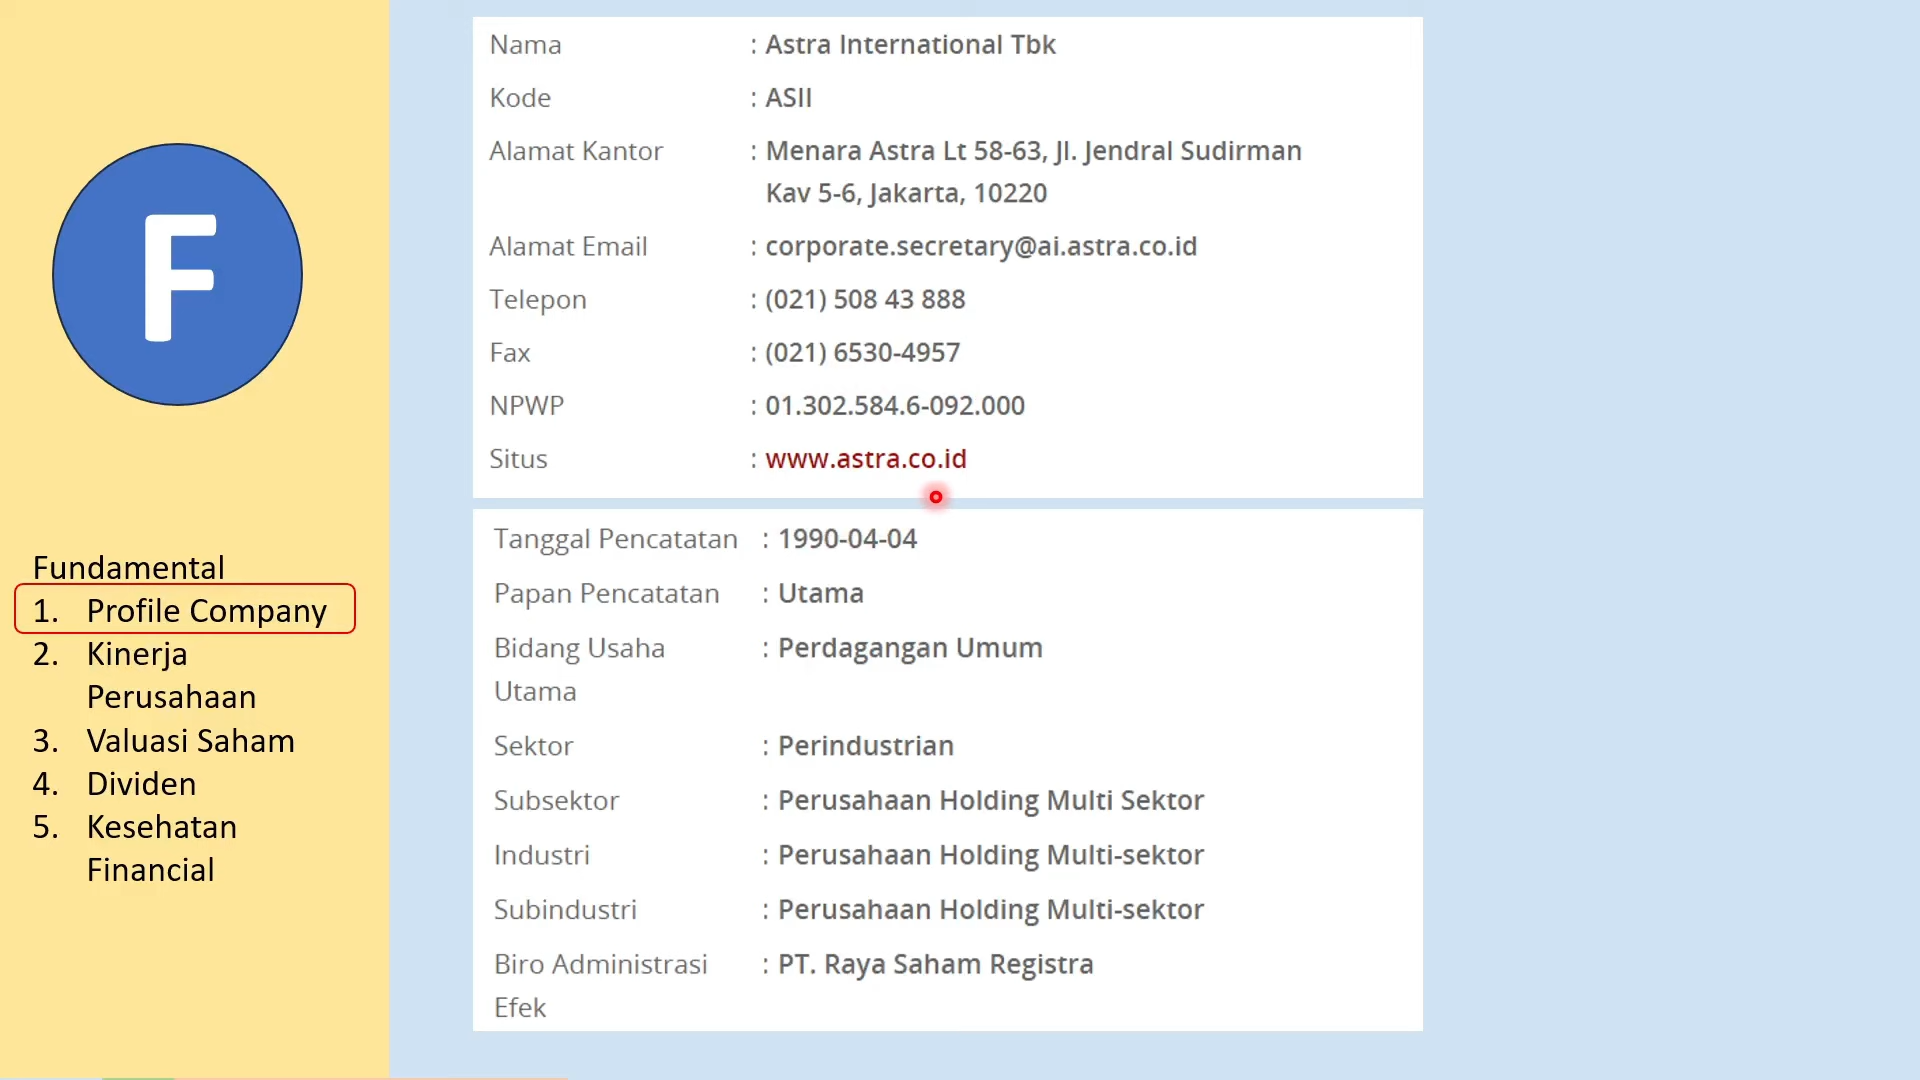 F
Fundamental
1. Profile Company
2. Kinerja
Perusahaan
3. Valuasi Saham
4. Dividen
5. Kesehatan
Financial
Nama : Astra International Tbk
Kode : ASII
Alamat Kantor : Menara Astra Lt 58-63, Jl. Jendral Sudirman
Kav 5-6, Jakarta, 10220
Alamat Email : corporate.secretary@ai.astra.co.id
Telepon : (021) 508 43 888
Fax : (021) 6530-4957
NPWP : 01.302.584.6-092.000
Situs : www.astra.co.id
Tanggal Pencatatan : 1990-04-04
Papan Pencatatan : Utama
Bidang Usaha : Perdagangan Umum
Utama
Sektor : Perindustrian
Subsektor : Perusahaan Holding Multi Sektor
Industri : Perusahaan Holding Multi-sektor
Subindustri : Perusahaan Holding Multi-sektor
Biro Administrasi : PT. Raya Saham Registra
Efek